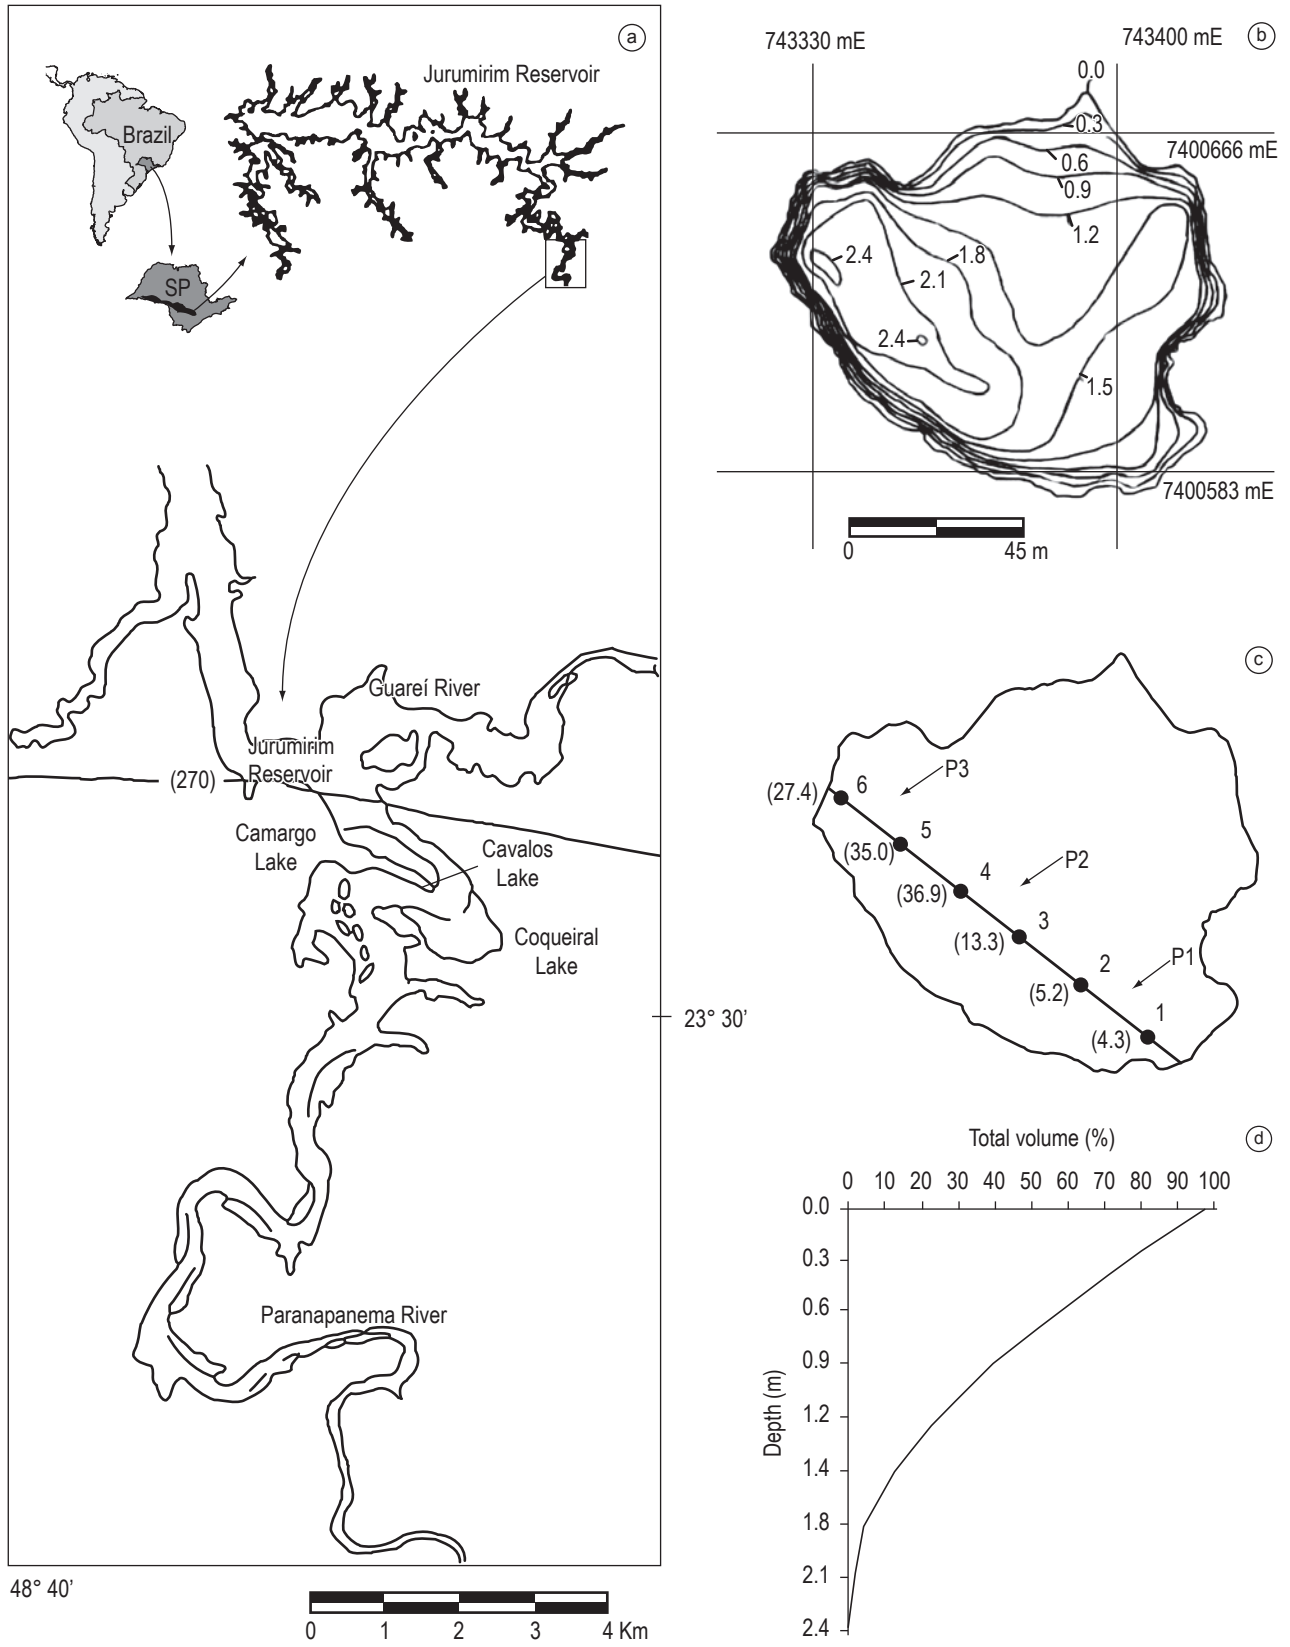 a
Jurumirim Reservoir
Brazil
SP
Guareí River
Jurumirim
Reservoir
(270)
Camargo
Lake
Cavalos
Lake
Coqueiral
Lake
23° 30’
Paranapanema River
48° 40’
0 1 2 3 4 Km
b
743330 mE
743400 mE
0.0
0.3
7400666 mE
0.6
0.9
1.2
2.4
1.8
2.1
2.4
1.5
7400583 mE
0 45 m
c
P3
(27.4) 6
5
(35.0)
P2
4
(36.9)
3
(13.3)
P1
2
(5.2)
1
(4.3)
d
Total volume (%)
0 10 20 30 40 50 60 70 80 90 100
0.0
0.3
0.6
0.9
1.2
1.4
1.8
2.1
2.4
Depth (m)